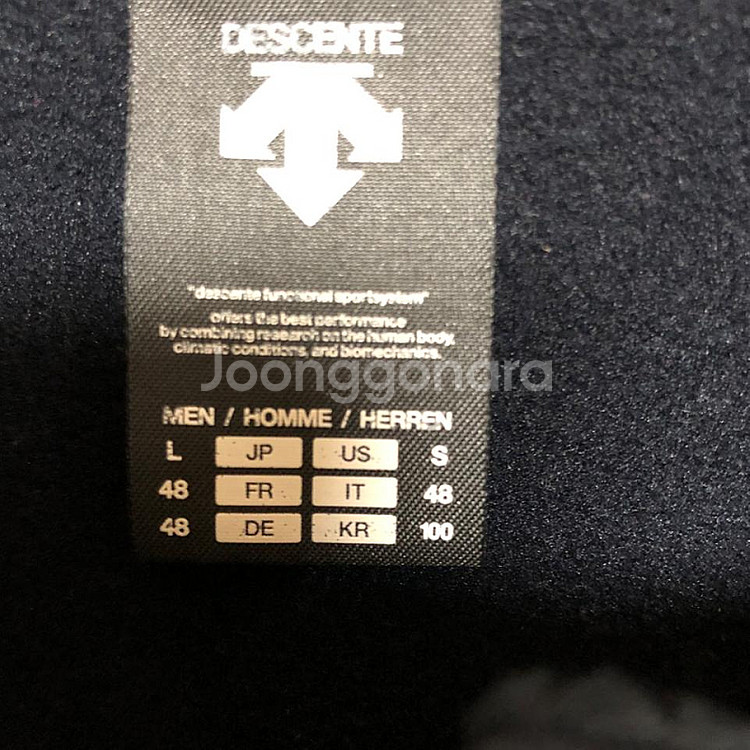 DESCENTE
"descente functional sportsystem"
offers the best performance
by combining research on the human body,
climatic conditions, and biomechanics.
Joonggonara
MEN / HOMME / HERREN
L JP US S
48 FR IT 48
48 DE KR 100